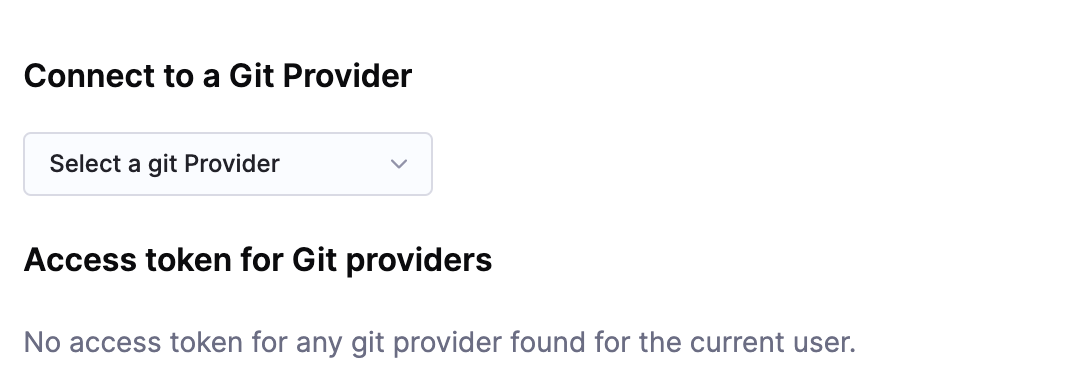 Connect to a Git Provider
Select a git Provider
Access token for Git providers
No access token for any git provider found for the current user.